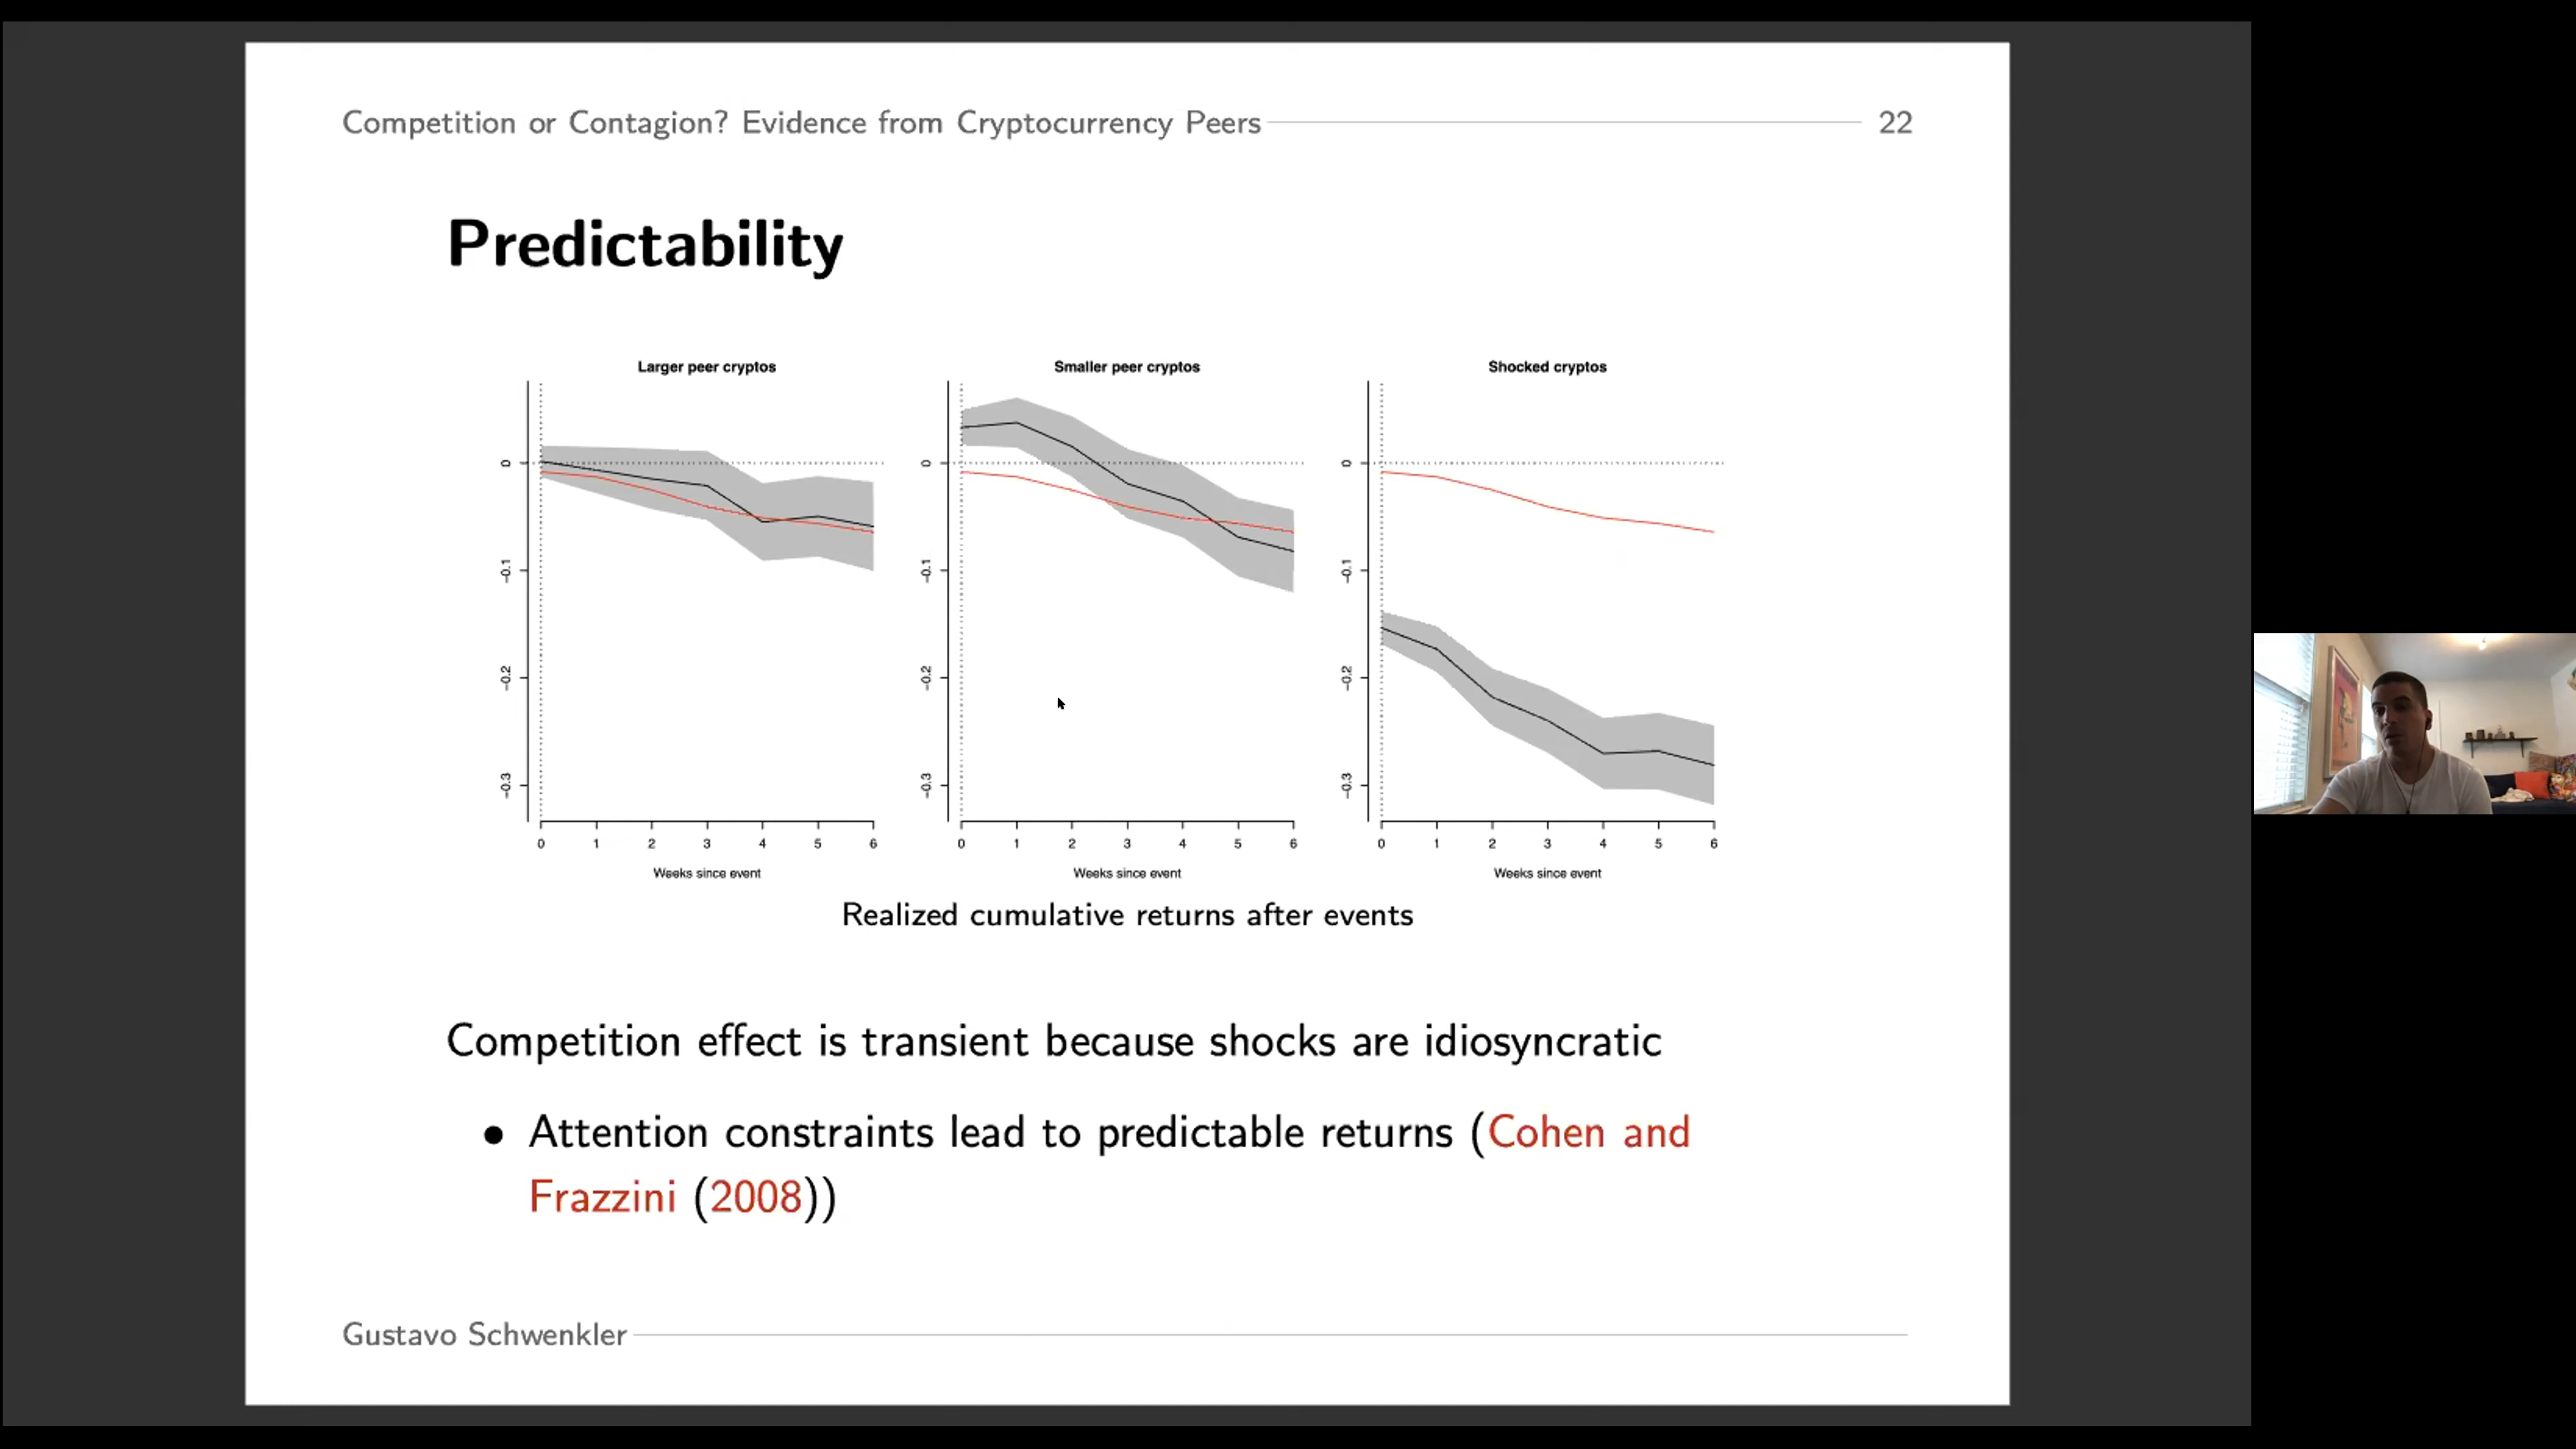 Competition or Contagion? Evidence from Cryptocurrency Peers 22
Predictability
Larger peer cryptos
0
-0.1
-0.2
-0.3
0 1 2 3 4 5 6
Weeks since event
Smaller peer cryptos
0
-0.1
-0.2
-0.3
0 1 2 3 4 5 6
Weeks since event
Shocked cryptos
0
-0.1
-0.2
-0.3
0 1 2 3 4 5 6
Weeks since event
Realized cumulative returns after events
Competition effect is transient because shocks are idiosyncratic
• Attention constraints lead to predictable returns (Cohen and
Frazzini (2008))
Gustavo Schwenkler